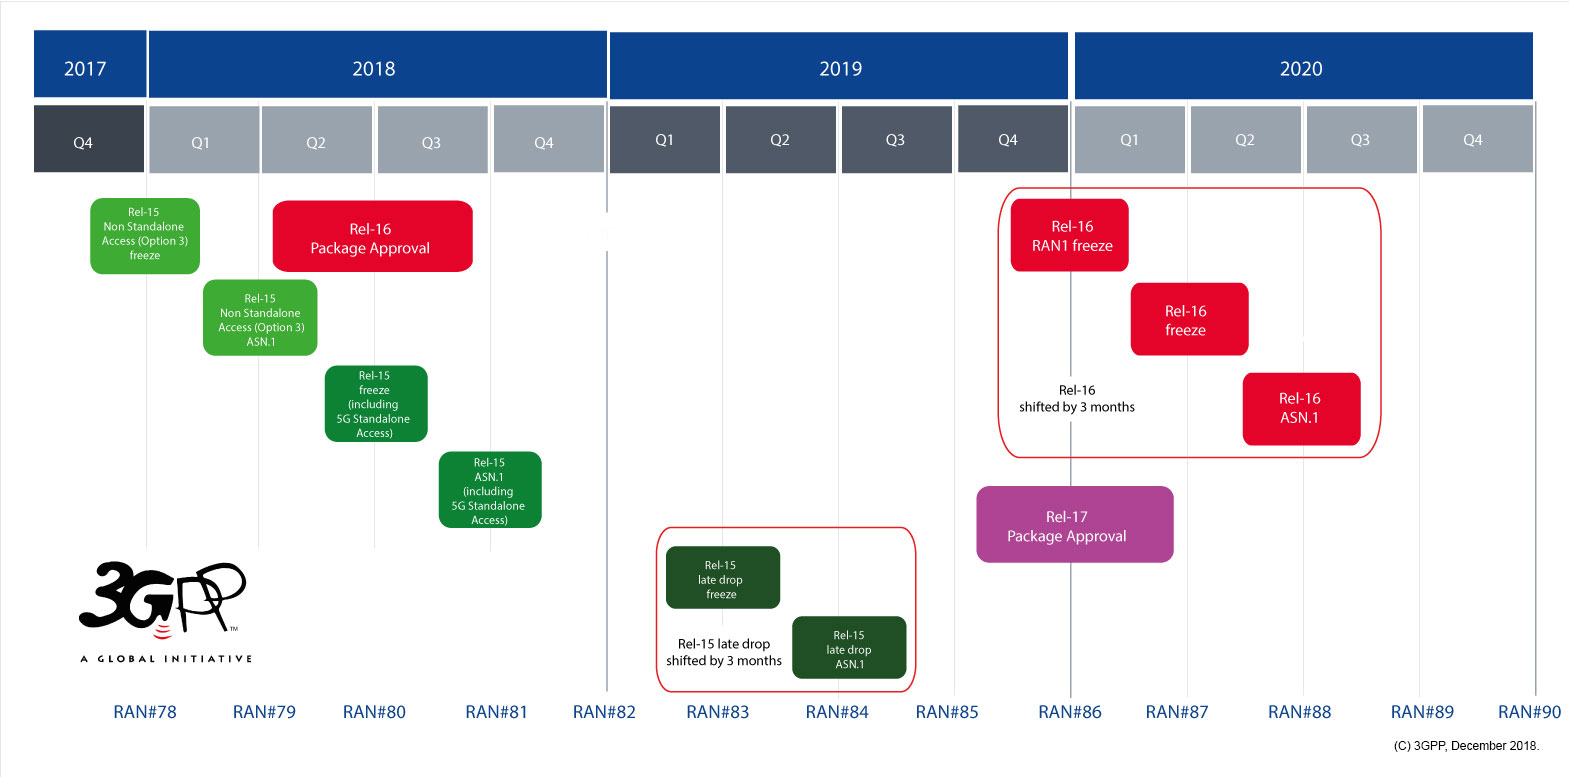 2017
2018
2019
2020
Q4
Q1
Q2
Q3
Q4
Q1
Q2
Q3
Q4
Q1
Q2
Q3
Q4
Rel-15
Non Standalone
Access (Option 3)
freeze
Rel-16
Package Approval
Rel-16
RAN1 freeze
Rel-15
Non Standalone
Access (Option 3)
ASN.1
Rel-16
freeze
Rel-15
freeze
(including
5G Standalone
Access)
Rel-16
shifted by 3 months
Rel-16
ASN.1
Rel-15
ASN.1
(including
5G Standalone
Access)
Rel-17
Package Approval
Rel-15
late drop
freeze
Rel-15 late drop
shifted by 3 months
Rel-15
late drop
ASN.1
3GPP™
A GLOBAL INITIATIVE
RAN#78
RAN#79
RAN#80
RAN#81
RAN#82
RAN#83
RAN#84
RAN#85
RAN#86
RAN#87
RAN#88
RAN#89
RAN#90
(C) 3GPP, December 2018.